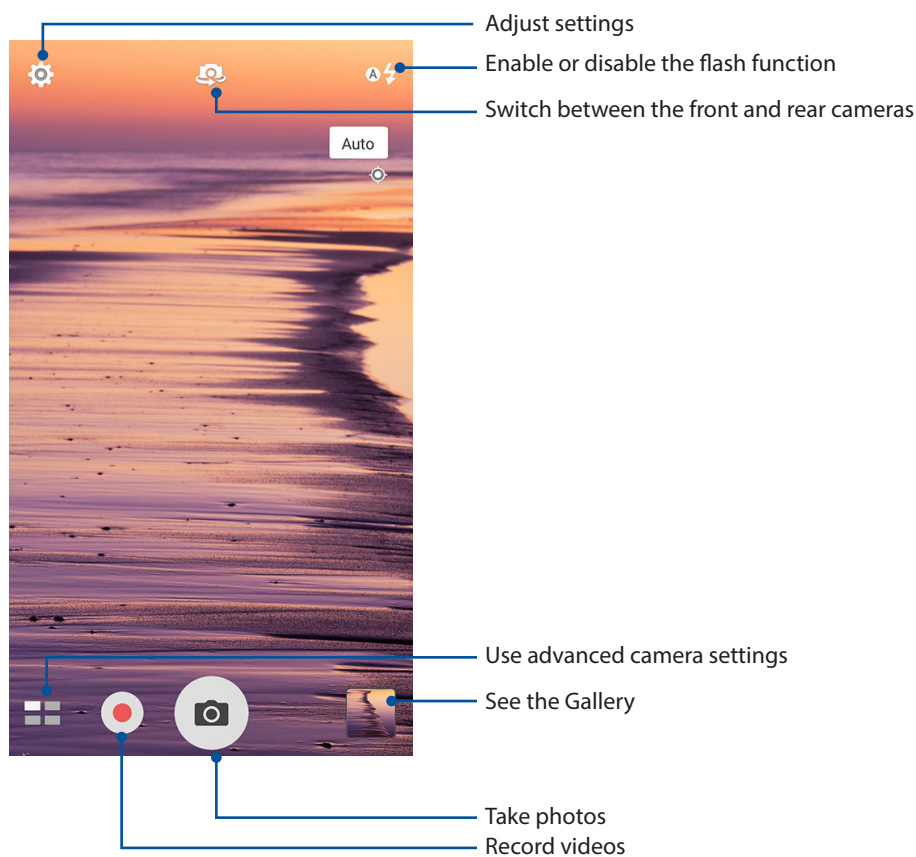 Adjust settings
Enable or disable the flash function
Switch between the front and rear cameras
A
Auto
Use advanced camera settings
See the Gallery
Take photos
Record videos